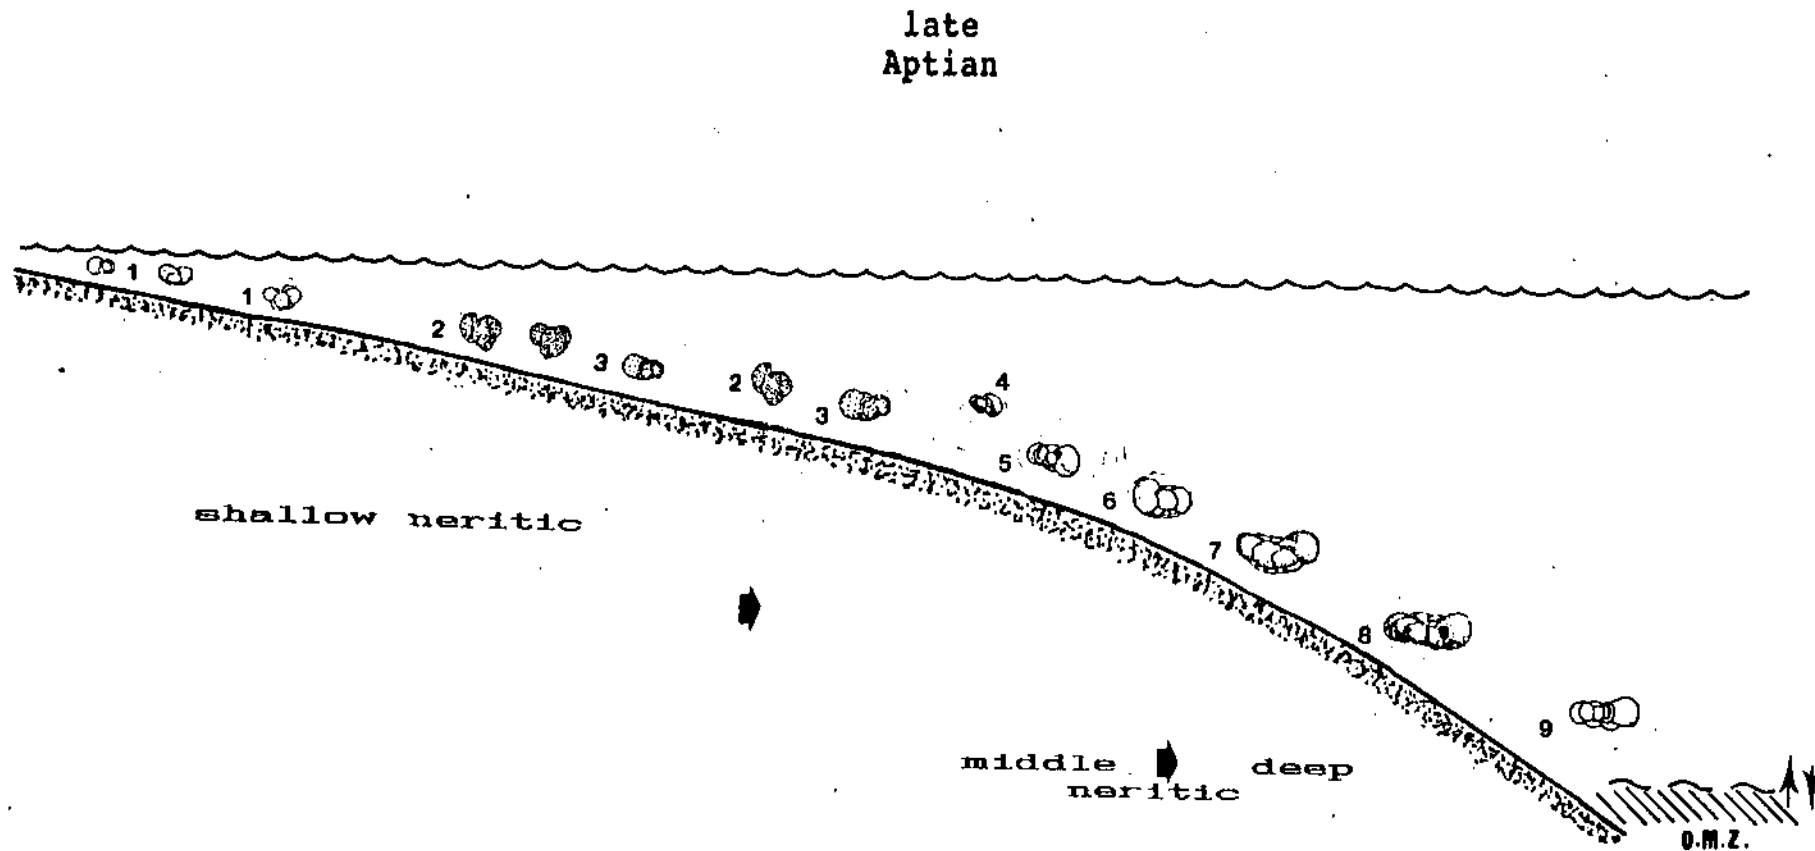 late
Aptian
1
1
2
3
2
3
4
5
6
7
8
9
shallow neritic
middle deep
neritic
O.M.Z.